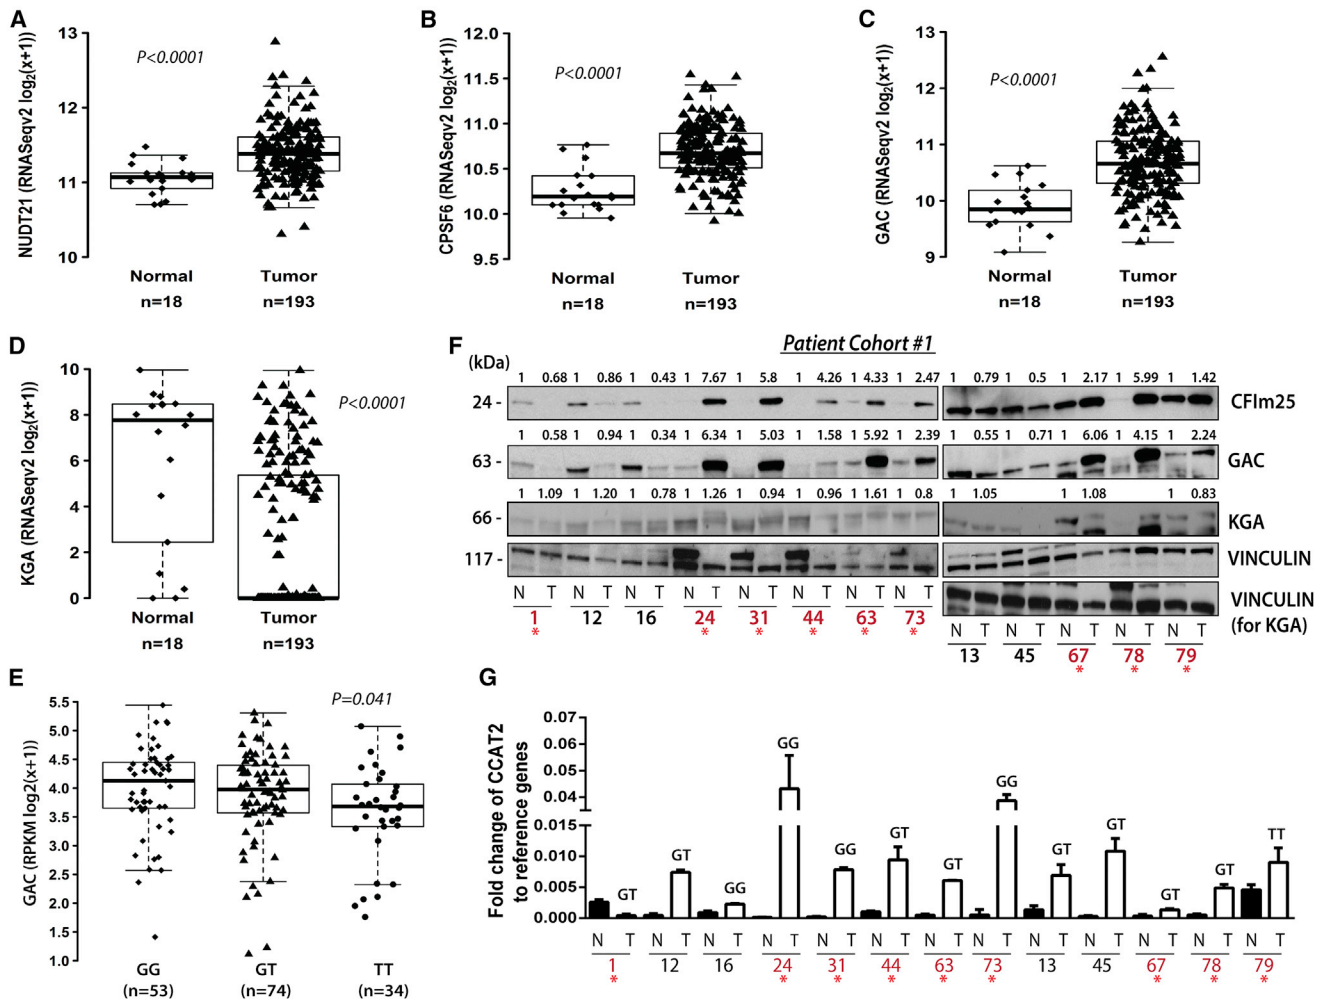 A
NUDT21 (RNASeqv2 log2(x+1))
13
12
11
10
P<0.0001
Normal
n=18
Tumor
n=193
B
CPSF6 (RNASeqv2 log2(x+1))
12.0
11.5
11.0
10.5
10.0
9.5
P<0.0001
Normal
n=18
Tumor
n=193
C
GAC (RNASeqv2 log2(x+1))
13
12
11
10
9
P<0.0001
Normal
n=18
Tumor
n=193
D
KGA (RNASeqv2 log2(x+1))
10
8
6
4
2
0
P<0.0001
Normal
n=18
Tumor
n=193
E
GAC (RPKM log2(x+1))
5.5
5.0
4.5
4.0
3.5
3.0
2.5
2.0
1.5
1.0
P=0.041
GG
(n=53)
GT
(n=74)
TT
(n=34)
F
Patient Cohort #1
(kDa)
1 0.68 1 0.86 1 0.43 1 7.67 1 5.8 1 4.26 1 4.33 1 2.47 1 0.79 1 0.5 1 2.17 1 5.99 1 1.42
24 - CFIm25
1 0.58 1 0.94 1 0.34 1 6.34 1 5.03 1 1.58 1 5.92 1 2.39 1 0.55 1 0.71 1 6.06 1 4.15 1 2.24
63 - GAC
1 1.09 1 1.20 1 0.78 1 1.26 1 0.94 1 0.96 1 1.61 1 0.8 1 1.05 1 1.08 1 0.83
66 - KGA
117 - VINCULIN
VINCULIN
(for KGA)
N T N T N T N T N T N T N T N T
1 12 16 24 31 44 63 73
* * * * * *
N T N T N T N T N T
13 45 67 78 79
* * *
G
Fold change of CCAT2
to reference genes
0.07
0.06
0.05
0.04
0.015
0.010
0.005
0.000
GT GT GG GG GG GT GT GG GT GT GT GT TT
N T N T N T N T N T N T N T N T N T N T N T N T N T
1 12 16 24 31 44 63 73 13 45 67 78 79
* * * * * * * * *